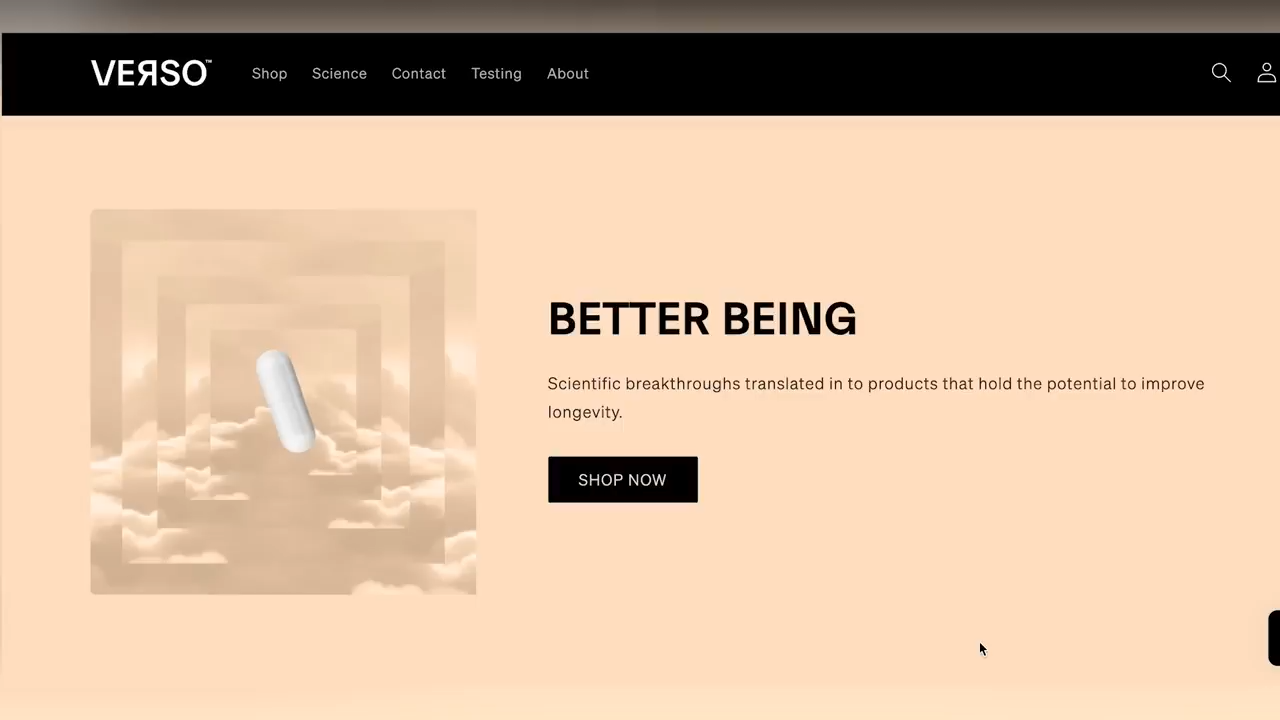 VERSO™
Shop Science Contact Testing About
BETTER BEING
Scientific breakthroughs translated in to products that hold the potential to improve
longevity.
SHOP NOW